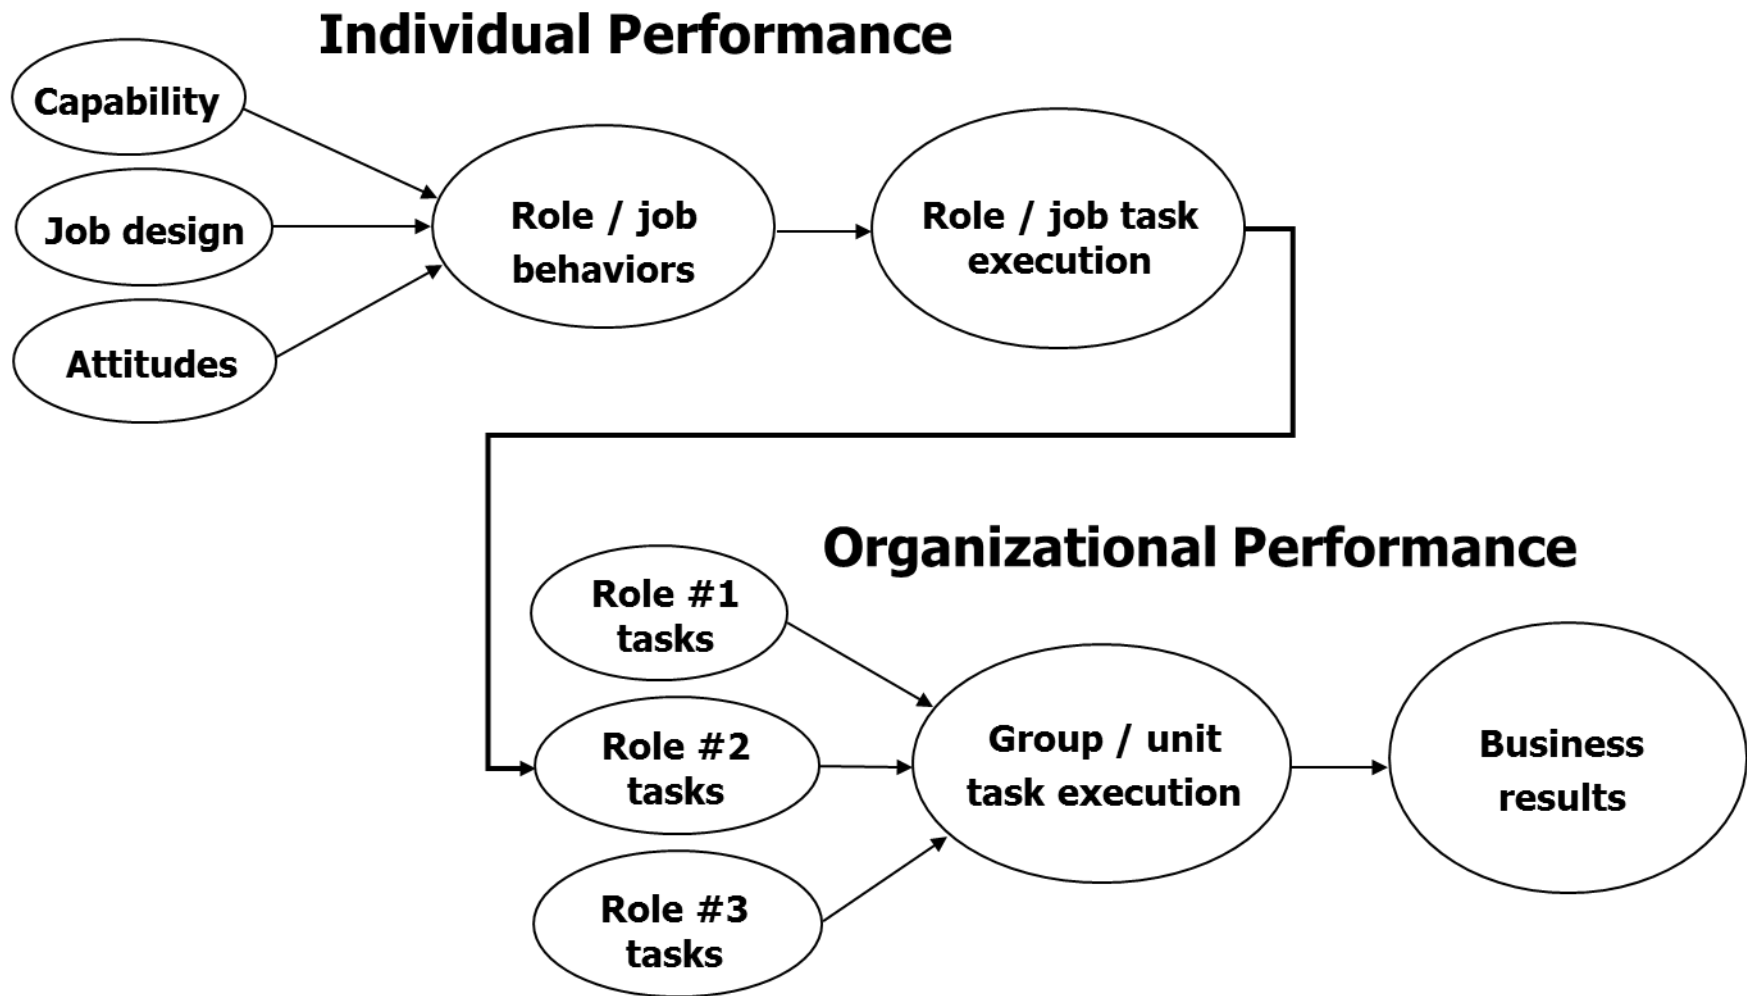 Individual Performance
Capability
Job design
Attitudes
Role / job
behaviors
Role / job task
execution
Organizational Performance
Role #1
tasks
Role #2
tasks
Role #3
tasks
Group / unit
task execution
Business
results